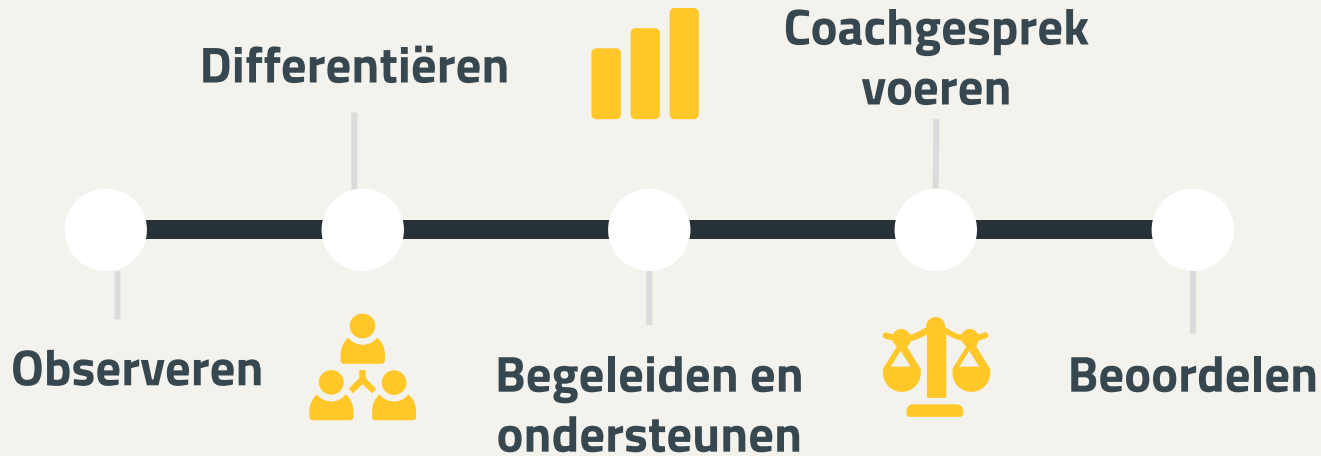 Observeren
Differentiëren
Begeleiden en
ondersteunen
Coachgesprek
voeren
Beoordelen